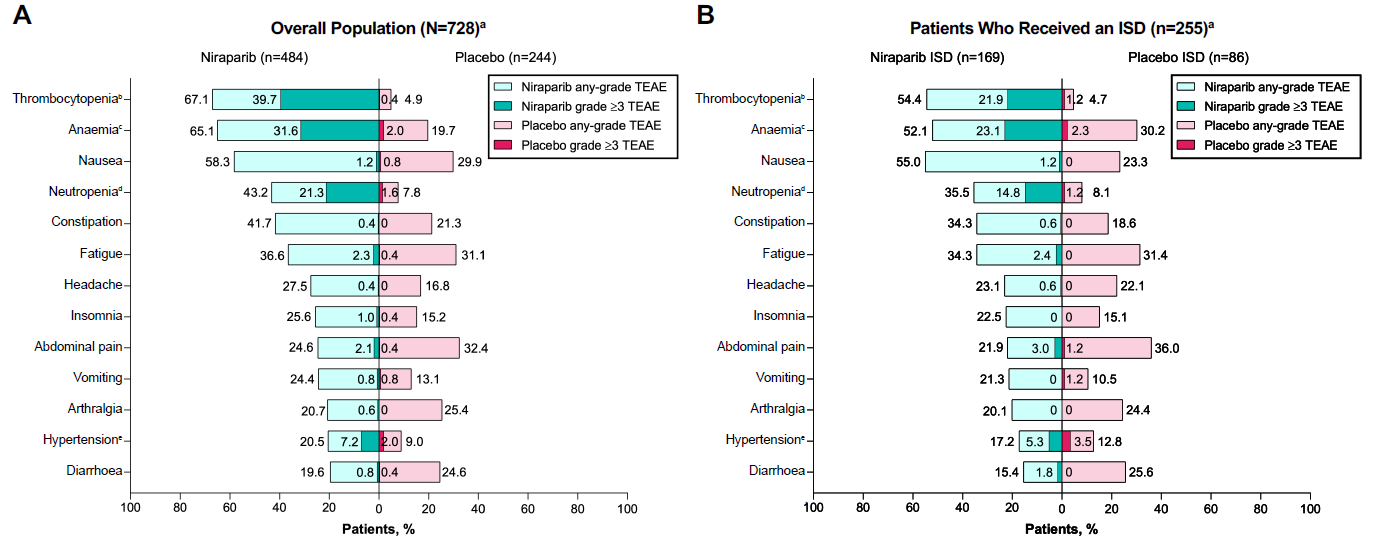 A
Overall Population (N=728)ᵃ
Niraparib (n=484) Placebo (n=244)
Niraparib any-grade TEAE
Niraparib grade ≥3 TEAE
Placebo any-grade TEAE
Placebo grade ≥3 TEAE
Thrombocytopeniaᵇ 67.1 39.7 0.4 4.9
Anaemiaᶜ 65.1 31.6 2.0 19.7
Nausea 58.3 1.2 0.8 29.9
Neutropeniaᵈ 43.2 21.3 1.6 7.8
Constipation 41.7 0.4 0 21.3
Fatigue 36.6 2.3 0.4 31.1
Headache 27.5 0.4 0 16.8
Insomnia 25.6 1.0 0.4 15.2
Abdominal pain 24.6 2.1 0.4 32.4
Vomiting 24.4 0.8 0.8 13.1
Arthralgia 20.7 0.6 0 25.4
Hypertensionᵉ 20.5 7.2 2.0 9.0
Diarrhoea 19.6 0.8 0.4 24.6
100 80 60 40 20 0 20 40 60 80 100
Patients, %
B
Patients Who Received an ISD (n=255)ᵃ
Niraparib ISD (n=169) Placebo ISD (n=86)
Niraparib any-grade TEAE
Niraparib grade ≥3 TEAE
Placebo any-grade TEAE
Placebo grade ≥3 TEAE
Thrombocytopeniaᵇ 54.4 21.9 1.2 4.7
Anaemiaᶜ 52.1 23.1 2.3 30.2
Nausea 55.0 1.2 0 23.3
Neutropeniaᵈ 35.5 14.8 1.2 8.1
Constipation 34.3 0.6 0 18.6
Fatigue 34.3 2.4 0 31.4
Headache 23.1 0.6 0 22.1
Insomnia 22.5 0 0 15.1
Abdominal pain 21.9 3.0 1.2 36.0
Vomiting 21.3 0 1.2 10.5
Arthralgia 20.1 0 0 24.4
Hypertensionᵉ 17.2 5.3 3.5 12.8
Diarrhoea 15.4 1.8 0 25.6
100 80 60 40 20 0 20 40 60 80 100
Patients, %